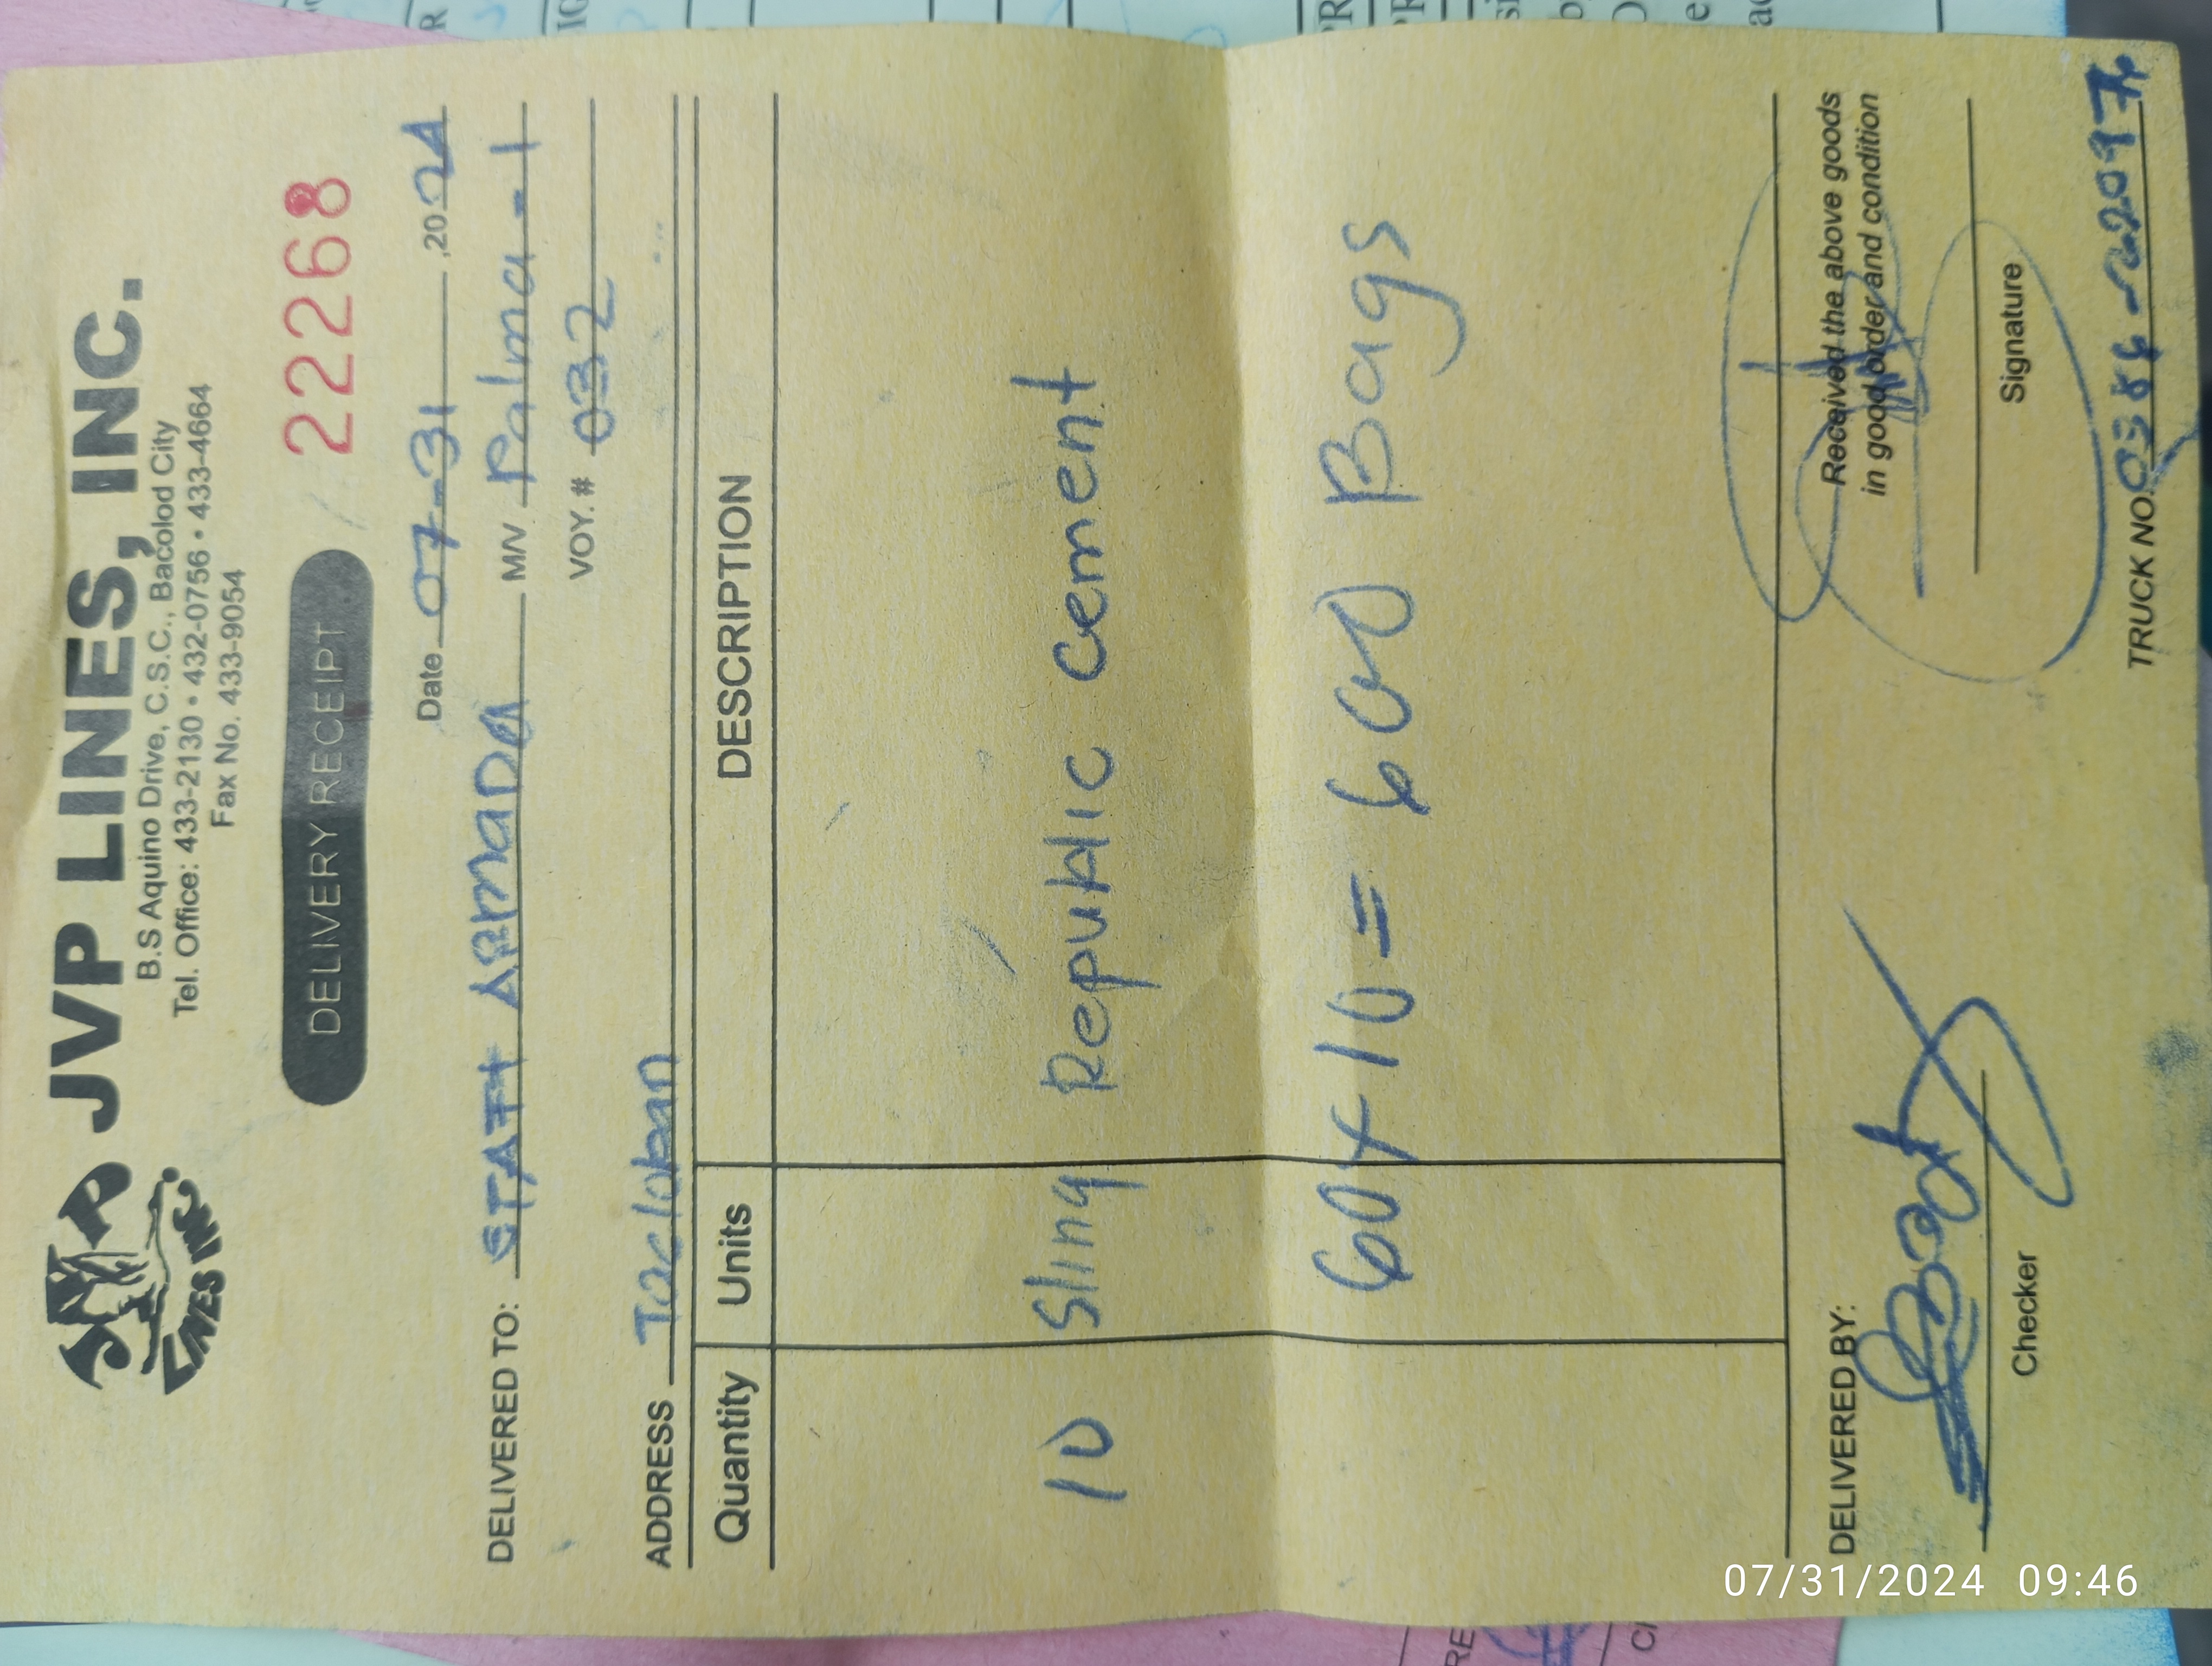 JVP LINES, INC.
JVP
LINES INC.
B.S Aquino Drive, C.S.C., Bacolod City
Tel. Office: 433-2130 • 432-0756 • 433-4664
Fax No. 433-9054
DELIVERY RECEIPT 22268
Date 07-31 ,2024
DELIVERED TO: STAFF ARMADA M/V Palma - 1
VOY. # 032
ADDRESS Tacloban
Quantity Units DESCRIPTION
10 Sling Republic Cement
60 x 10 = 600 Bags
DELIVERED BY:
Received the above goods
in good order and condition
Checker
Signature
TRUCK NO.
07/31/2024 09:46